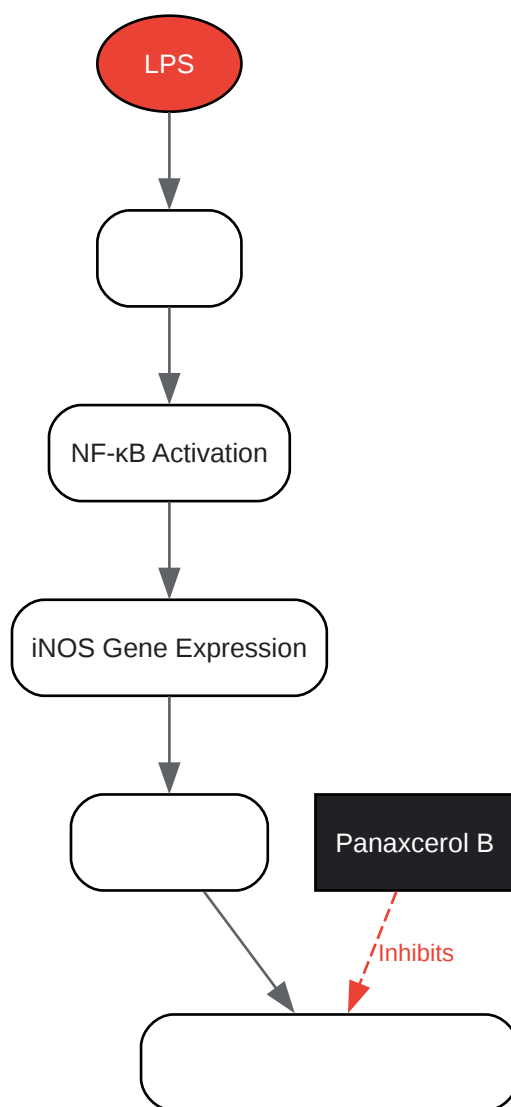 LPS
NF-κB Activation
iNOS Gene Expression
Panaxcerol B
Inhibits